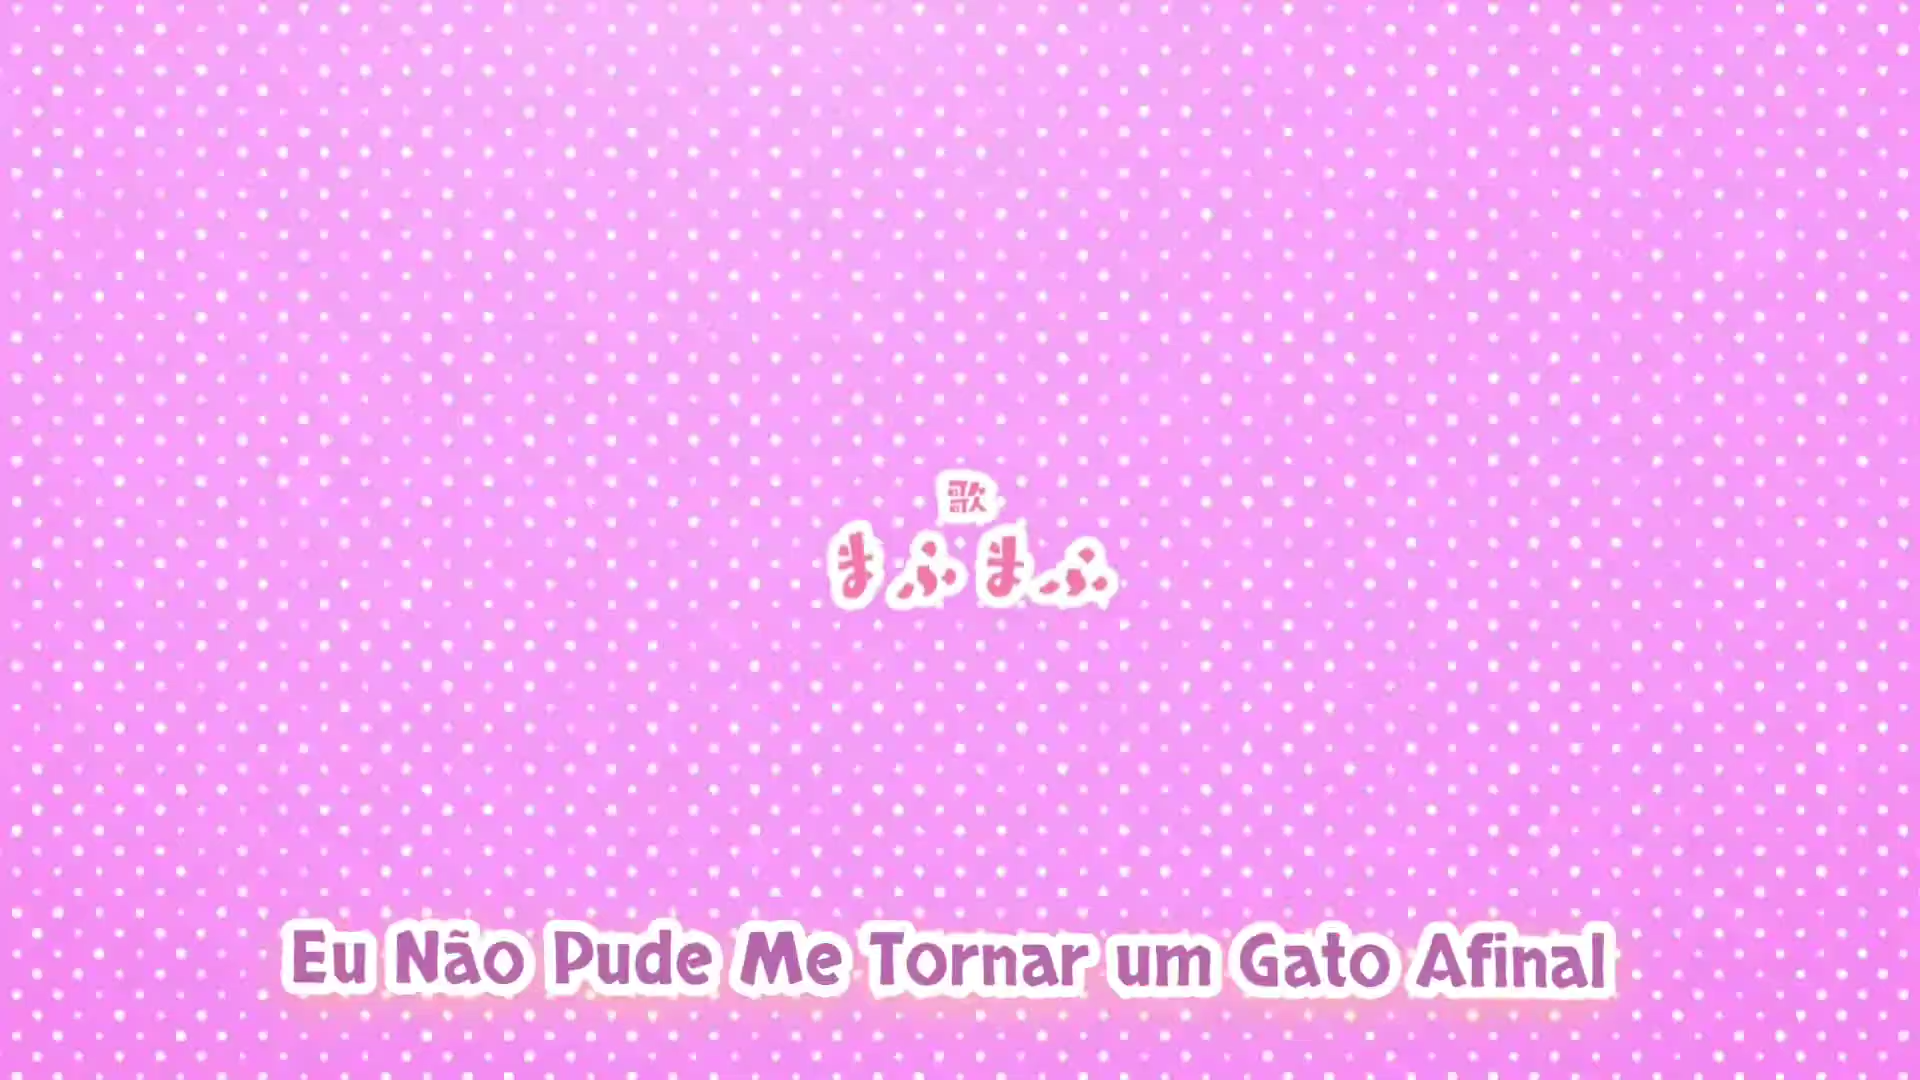 歌
まふまふ
Eu Não Pude Me Tornar um Gato Afinal